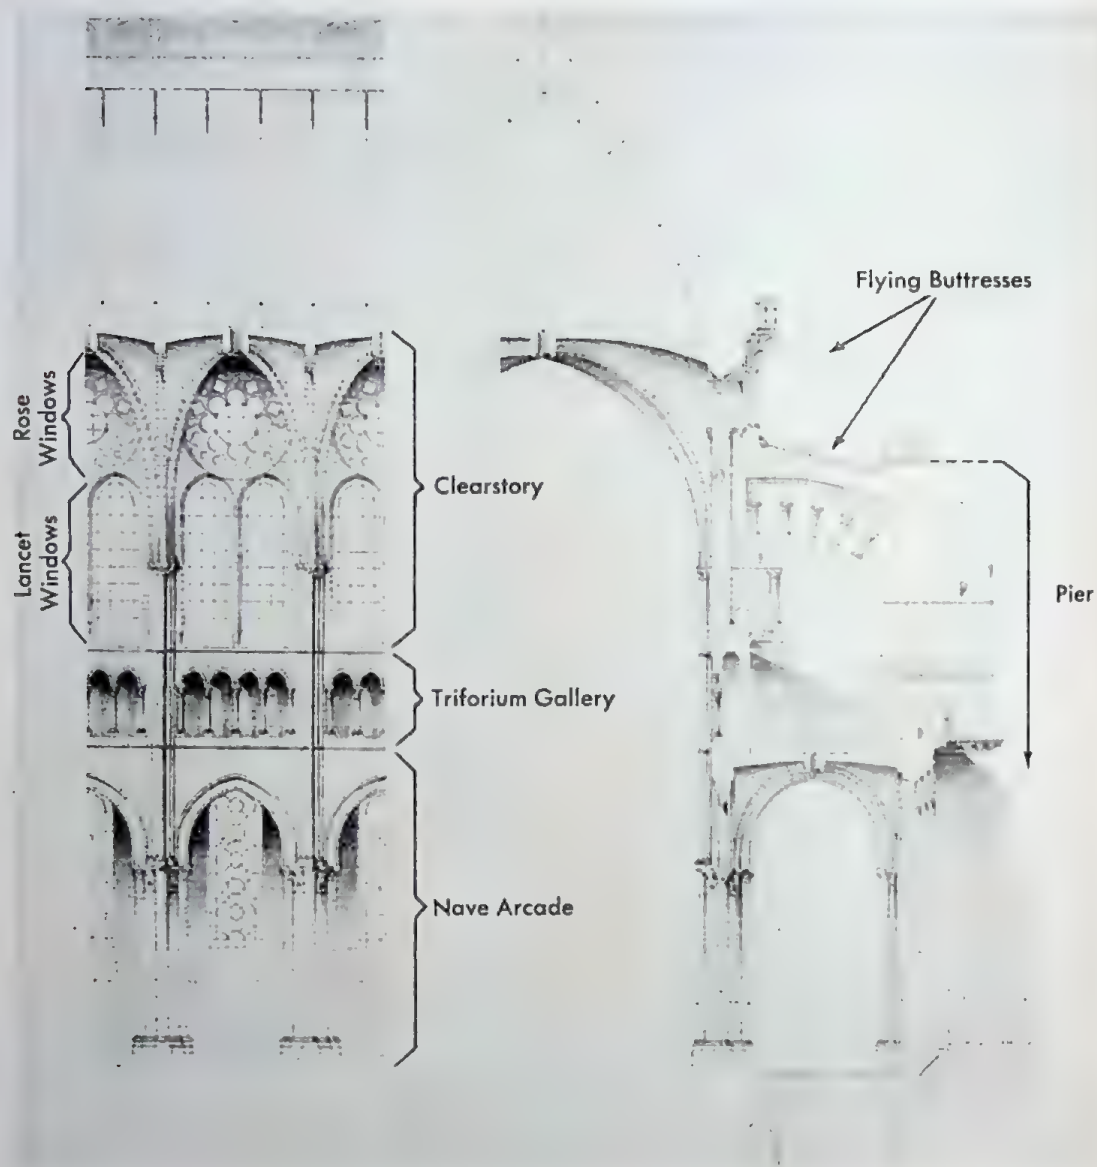 Flying Buttresses
Rose
Windows
Clearstory
Lancet
Windows
Pier
Triforium Gallery
Nave Arcade